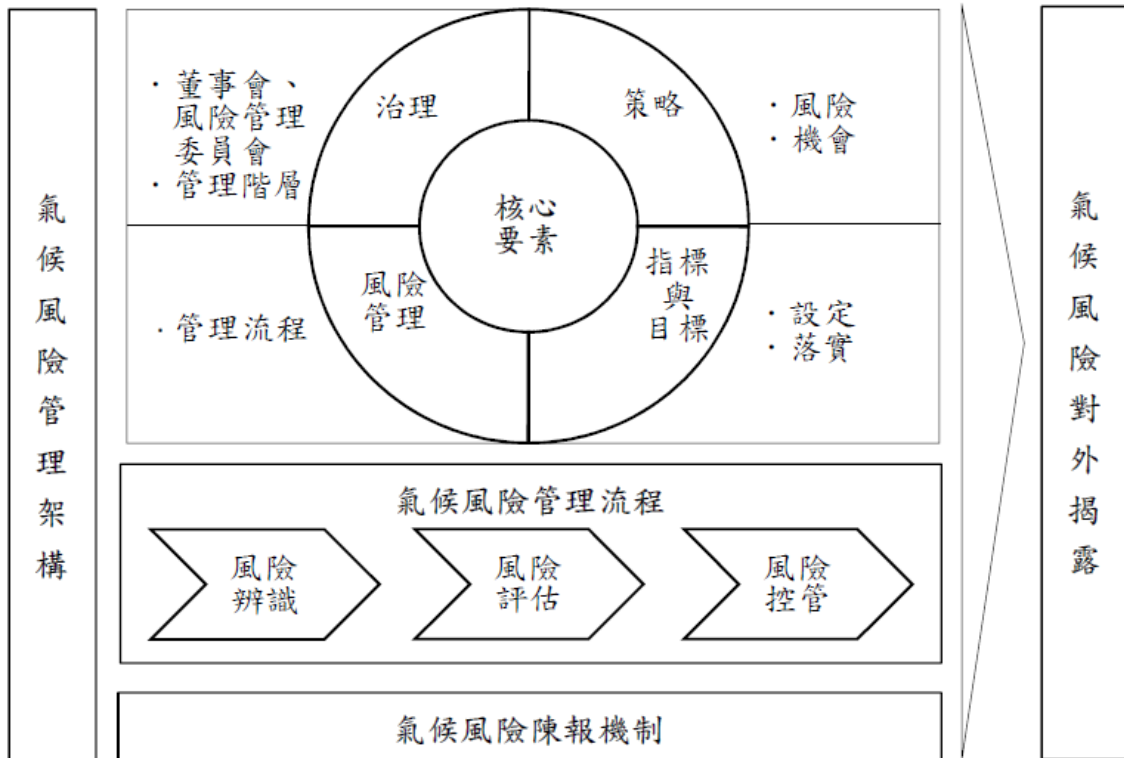 氣候風險管理架構
・董事會、
風險管理
委員會
・管理階層
治理
策略
・風險
・機會
核心
要素
・管理流程
風險
管理
指標
與
目標
・設定
・落實
氣候風險管理流程
風險
辨識
風險
評估
風險
控管
氣候風險陳報機制
氣候風險對外揭露